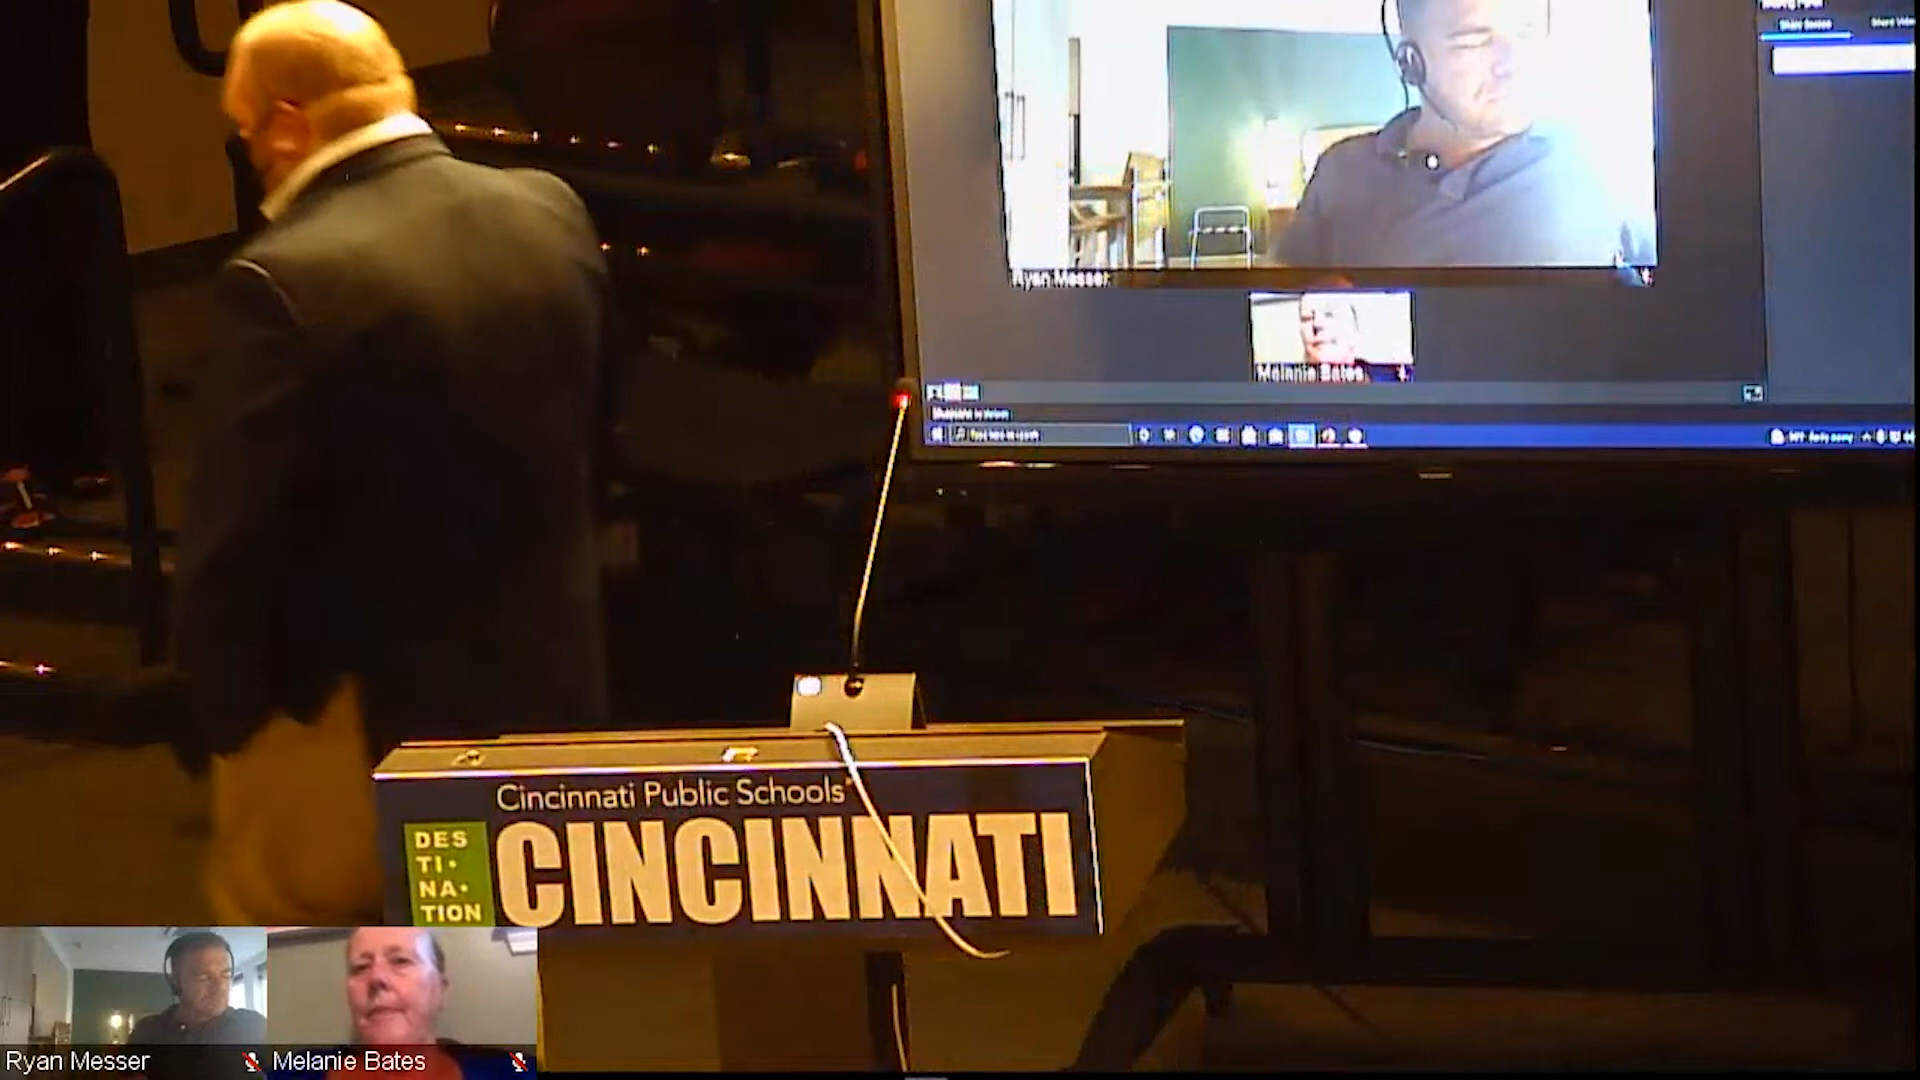 Ryan Messer
Melanie Bates
Cincinnati Public Schools
DES
TI·
NA·
TION
CINCINNATI
Ryan Messer
Melanie Bates